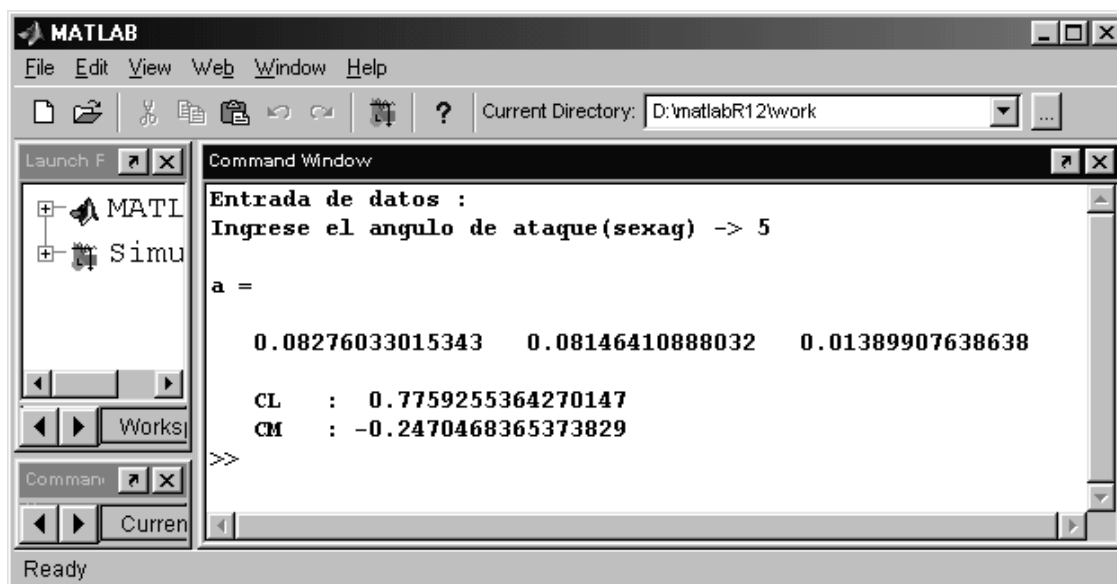 MATLAB
File Edit View Web Window Help
? Current Directory: D:\matlabR12\work ...
Launch P
MATL
Simu
Works
Comman
Curren
Command Window
Entrada de datos :
Ingrese el angulo de ataque(sexag) -> 5
a =
0.08276033015343 0.08146410888032 0.01389907638638
CL : 0.7759255364270147
CM : -0.2470468365373829
>>
Ready